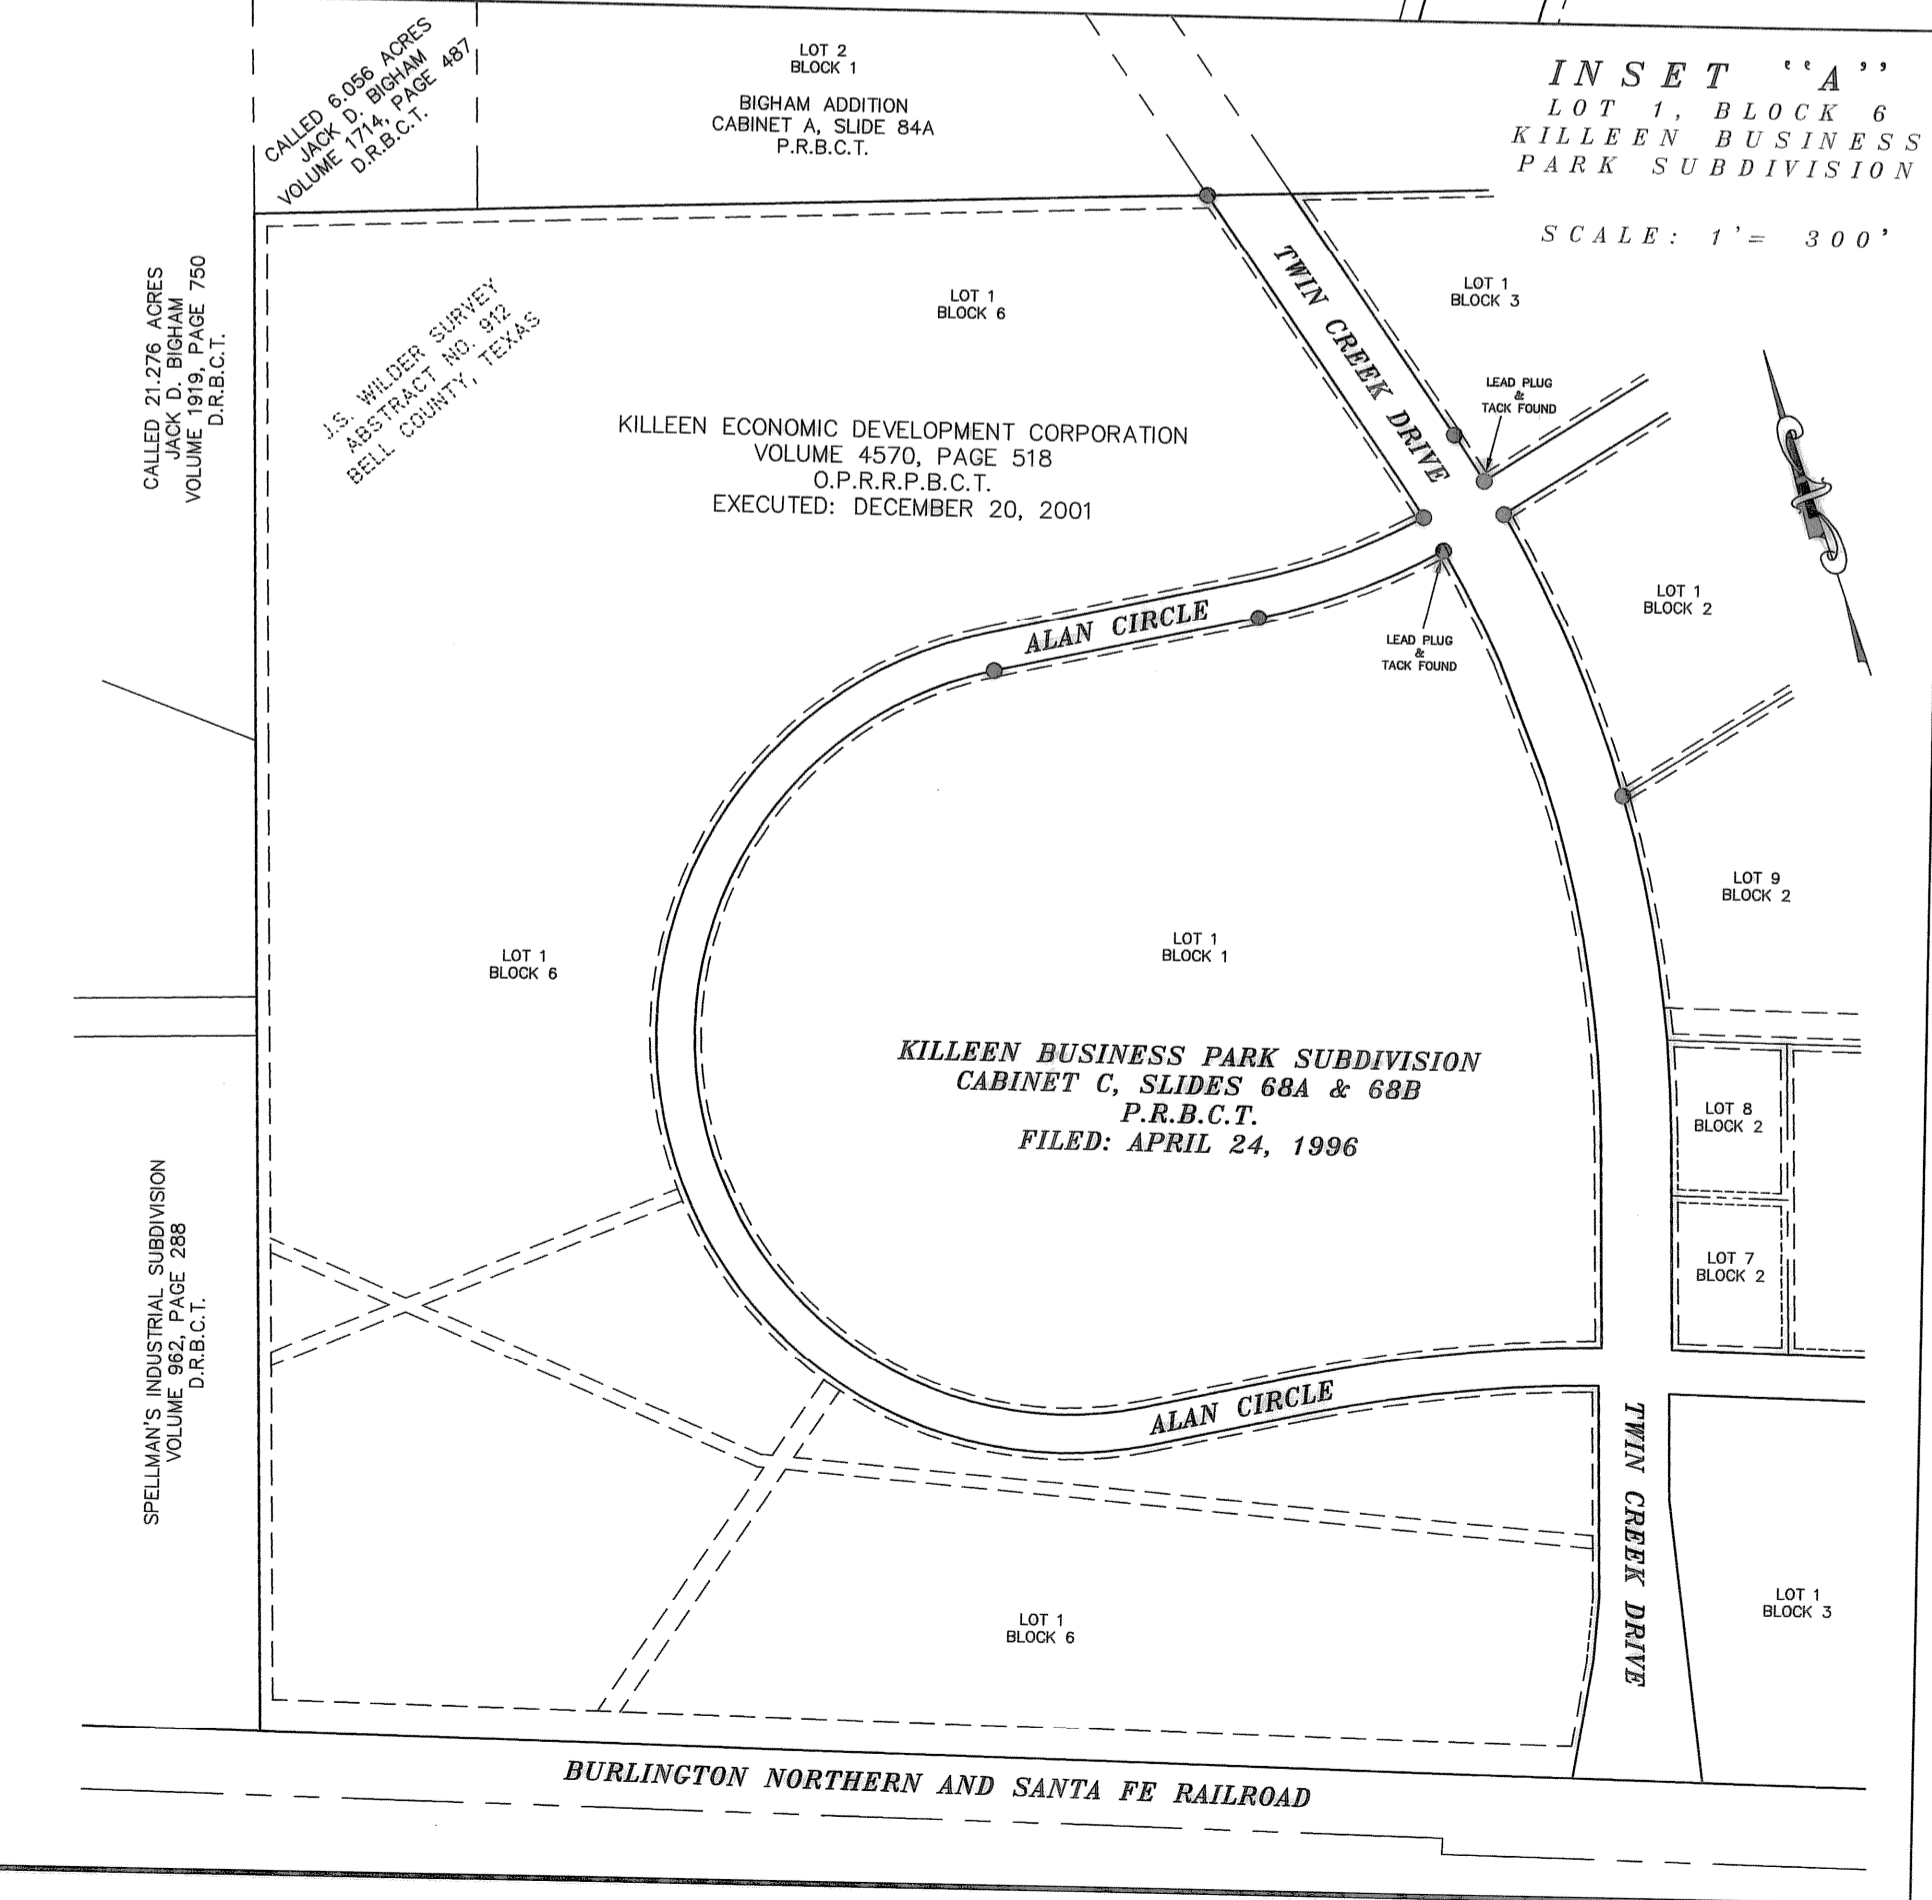 CALLED 6.056 ACRES
JACK D. BIGHAM
VOLUME 1714, PAGE 487
D.R.B.C.T.
LOT 2
BLOCK 1
BIGHAM ADDITION
CABINET A, SLIDE 84A
P.R.B.C.T.
INSET "A"
LOT 1, BLOCK 6
KILLEEN BUSINESS
PARK SUBDIVISION
SCALE: 1'= 300'
CALLED 21.276 ACRES
JACK D. BIGHAM
VOLUME 1919, PAGE 750
D.R.B.C.T.
J.S. WILDER SURVEY
ABSTRACT NO. 912
BELL COUNTY, TEXAS
LOT 1
BLOCK 6
TWIN CREEK DRIVE
LOT 1
BLOCK 3
LEAD PLUG
&
TACK FOUND
KILLEEN ECONOMIC DEVELOPMENT CORPORATION
VOLUME 4570, PAGE 518
O.P.R.R.P.B.C.T.
EXECUTED: DECEMBER 20, 2001
ALAN CIRCLE
LEAD PLUG
&
TACK FOUND
LOT 1
BLOCK 2
LOT 9
BLOCK 2
LOT 1
BLOCK 6
LOT 1
BLOCK 1
KILLEEN BUSINESS PARK SUBDIVISION
CABINET C, SLIDES 68A & 68B
P.R.B.C.T.
FILED: APRIL 24, 1996
LOT 8
BLOCK 2
LOT 7
BLOCK 2
SPELLMAN'S INDUSTRIAL SUBDIVISION
VOLUME 962, PAGE 288
D.R.B.C.T.
ALAN CIRCLE
TWIN CREEK DRIVE
LOT 1
BLOCK 3
LOT 1
BLOCK 6
BURLINGTON NORTHERN AND SANTA FE RAILROAD